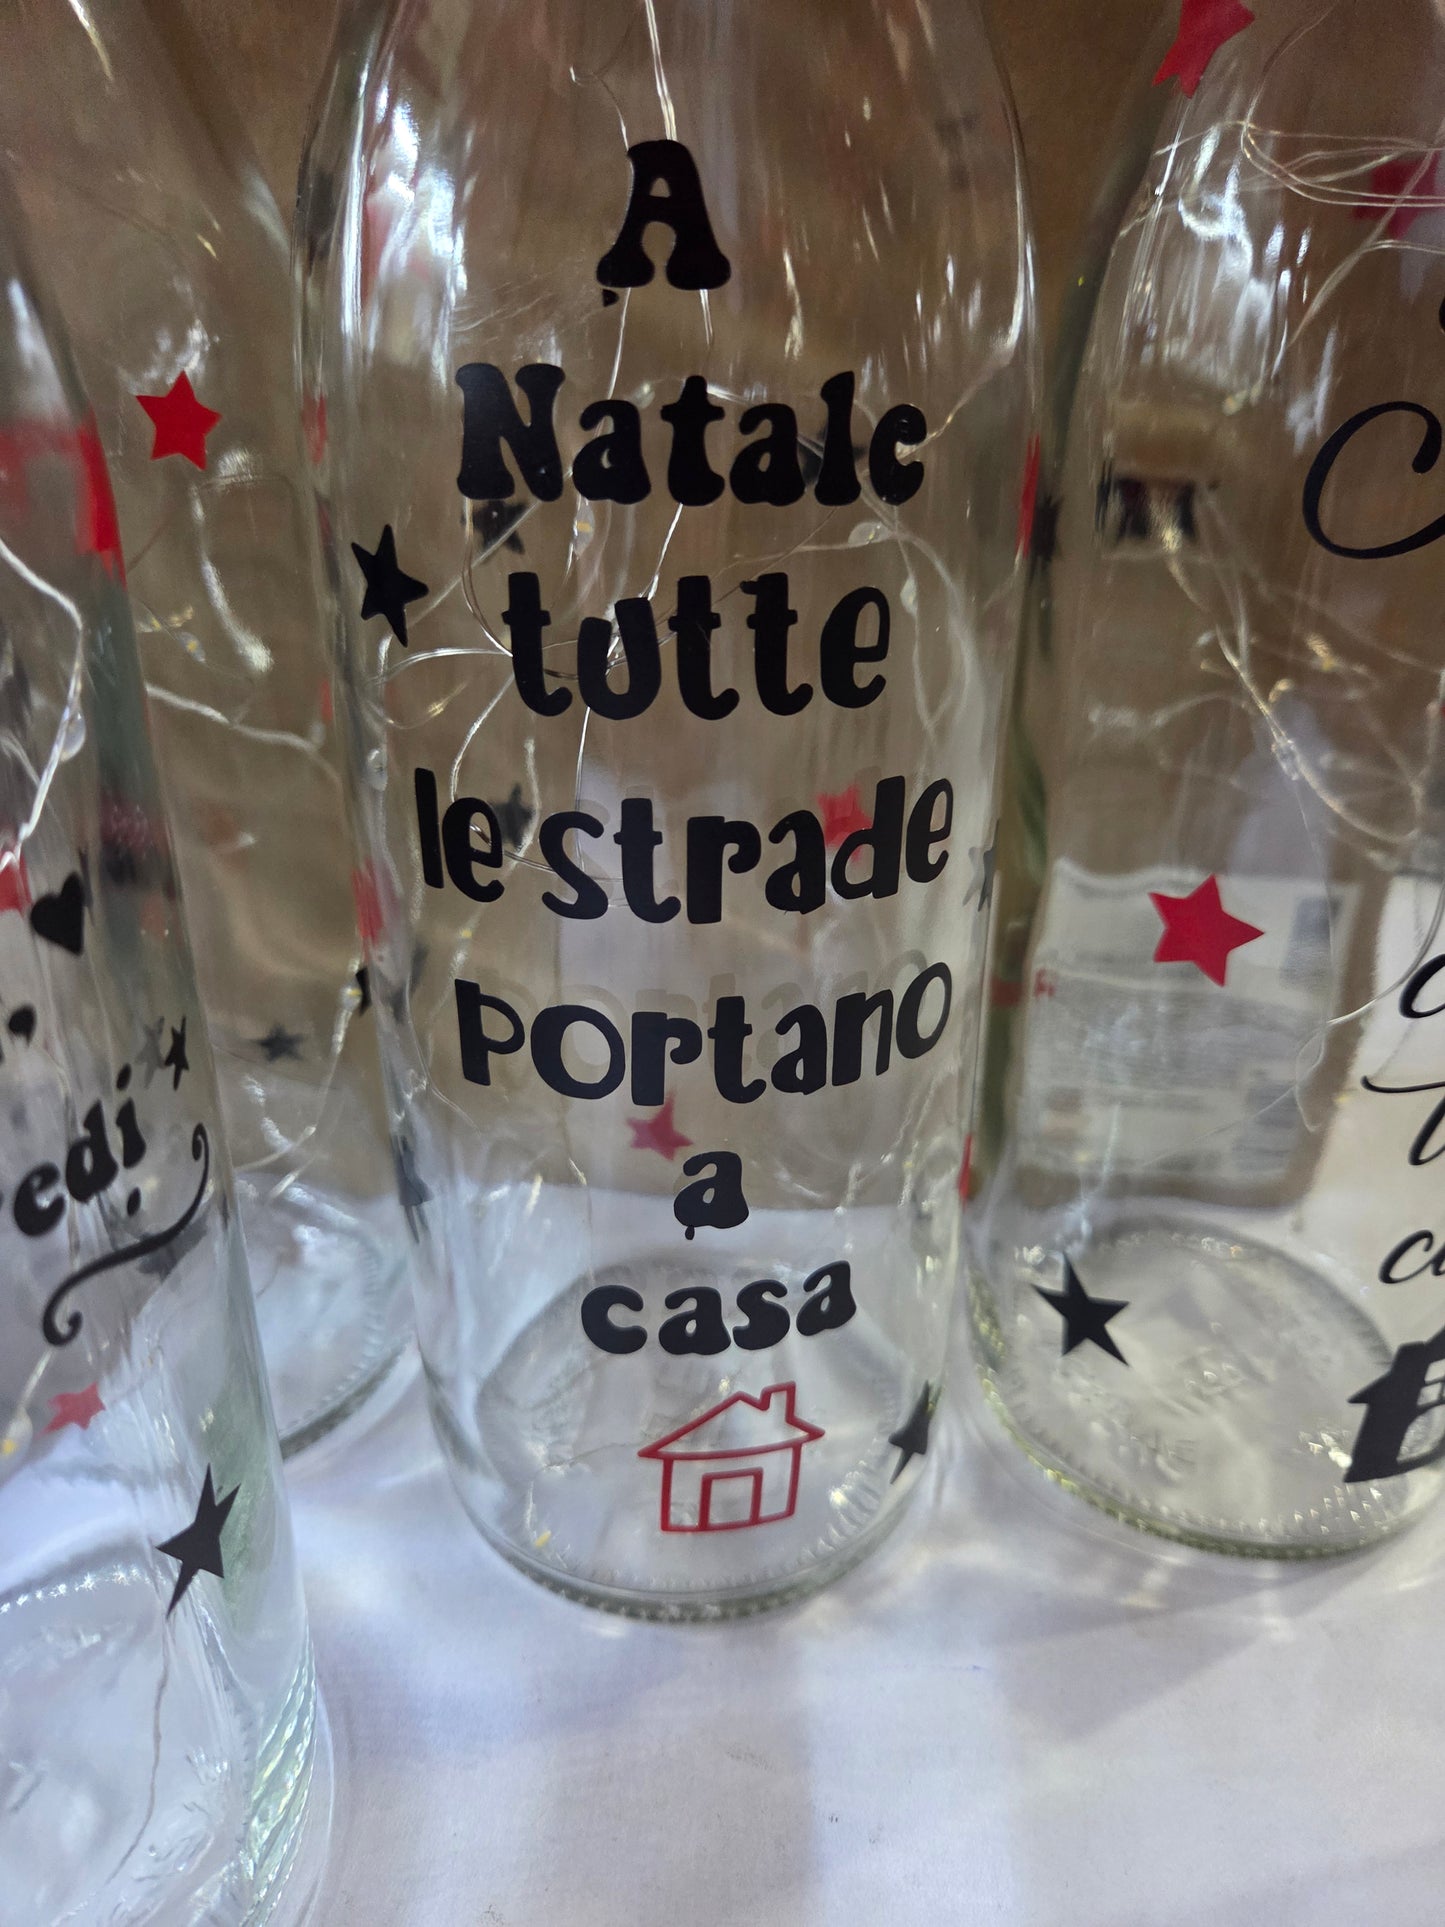 A
Natale
tutte
le strade
portano
a
casa